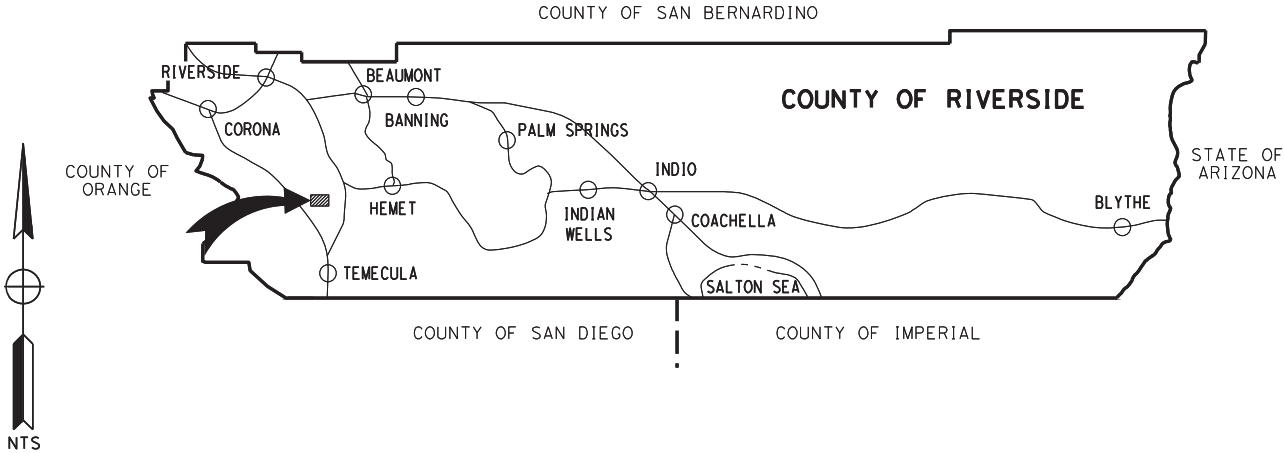 COUNTY OF SAN BERNARDINO
RIVERSIDE
BEAUMONT
COUNTY OF RIVERSIDE
BANNING
CORONA
PALM SPRINGS
STATE OF
ARIZONA
COUNTY OF
ORANGE
INDIO
HEMET
INDIAN
WELLS
COACHELLA
BLYTHE
TEMECULA
SALTON SEA
COUNTY OF SAN DIEGO
COUNTY OF IMPERIAL
NTS